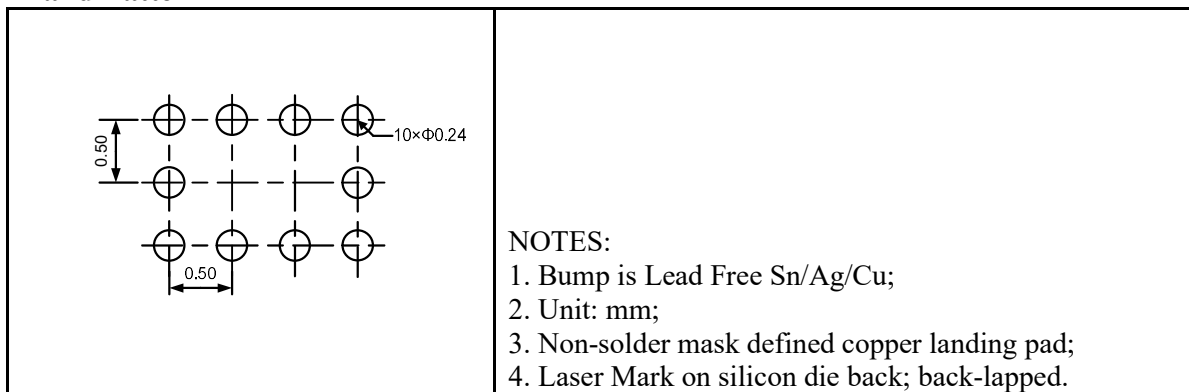 0.50
10×Φ0.24
0.50
NOTES:
1. Bump is Lead Free Sn/Ag/Cu;
2. Unit: mm;
3. Non-solder mask defined copper landing pad;
4. Laser Mark on silicon die back; back-lapped.